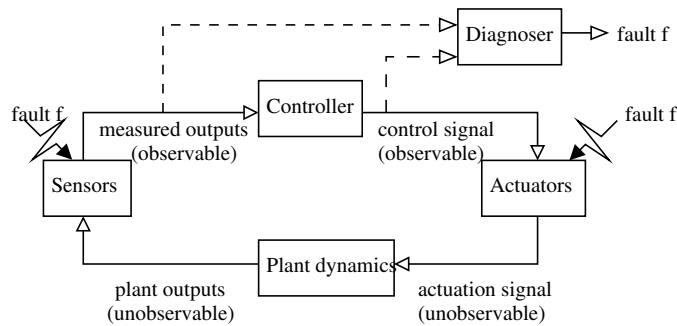 Diagnoser
fault f
Controller
fault f
measured outputs
(observable)
control signal
(observable)
fault f
Sensors
Actuators
Plant dynamics
plant outputs
(unobservable)
actuation signal
(unobservable)